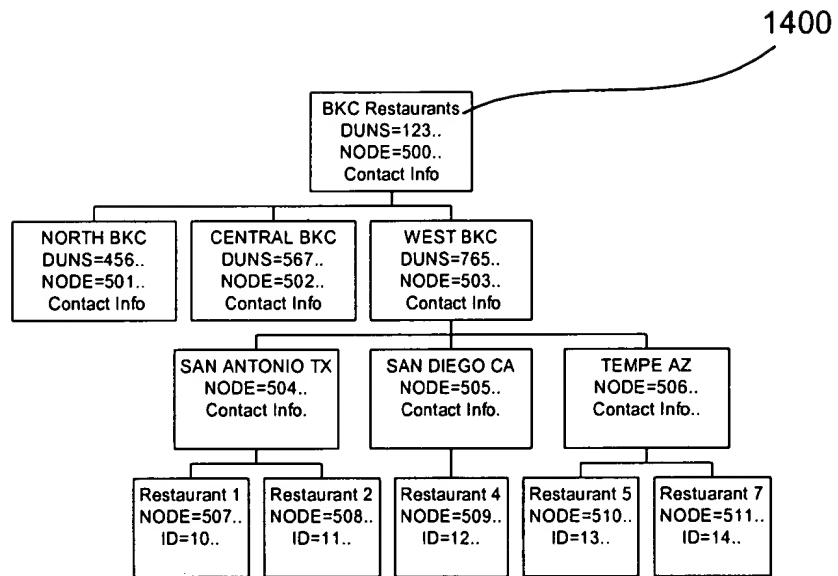 1400
BKC Restaurants
DUNS=123..
NODE=500..
Contact Info
NORTH BKC
DUNS=456..
NODE=501..
Contact Info
CENTRAL BKC
DUNS=567..
NODE=502..
Contact Info
WEST BKC
DUNS=765..
NODE=503..
Contact Info
SAN ANTONIO TX
NODE=504..
Contact Info.
SAN DIEGO CA
NODE=505..
Contact Info.
TEMPE AZ
NODE=506..
Contact Info..
Restaurant 1
NODE=507..
ID=10..
Restaurant 2
NODE=508..
ID=11..
Restaurant 4
NODE=509..
ID=12..
Restaurant 5
NODE=510..
ID=13..
Restuarant 7
NODE=511..
ID=14..